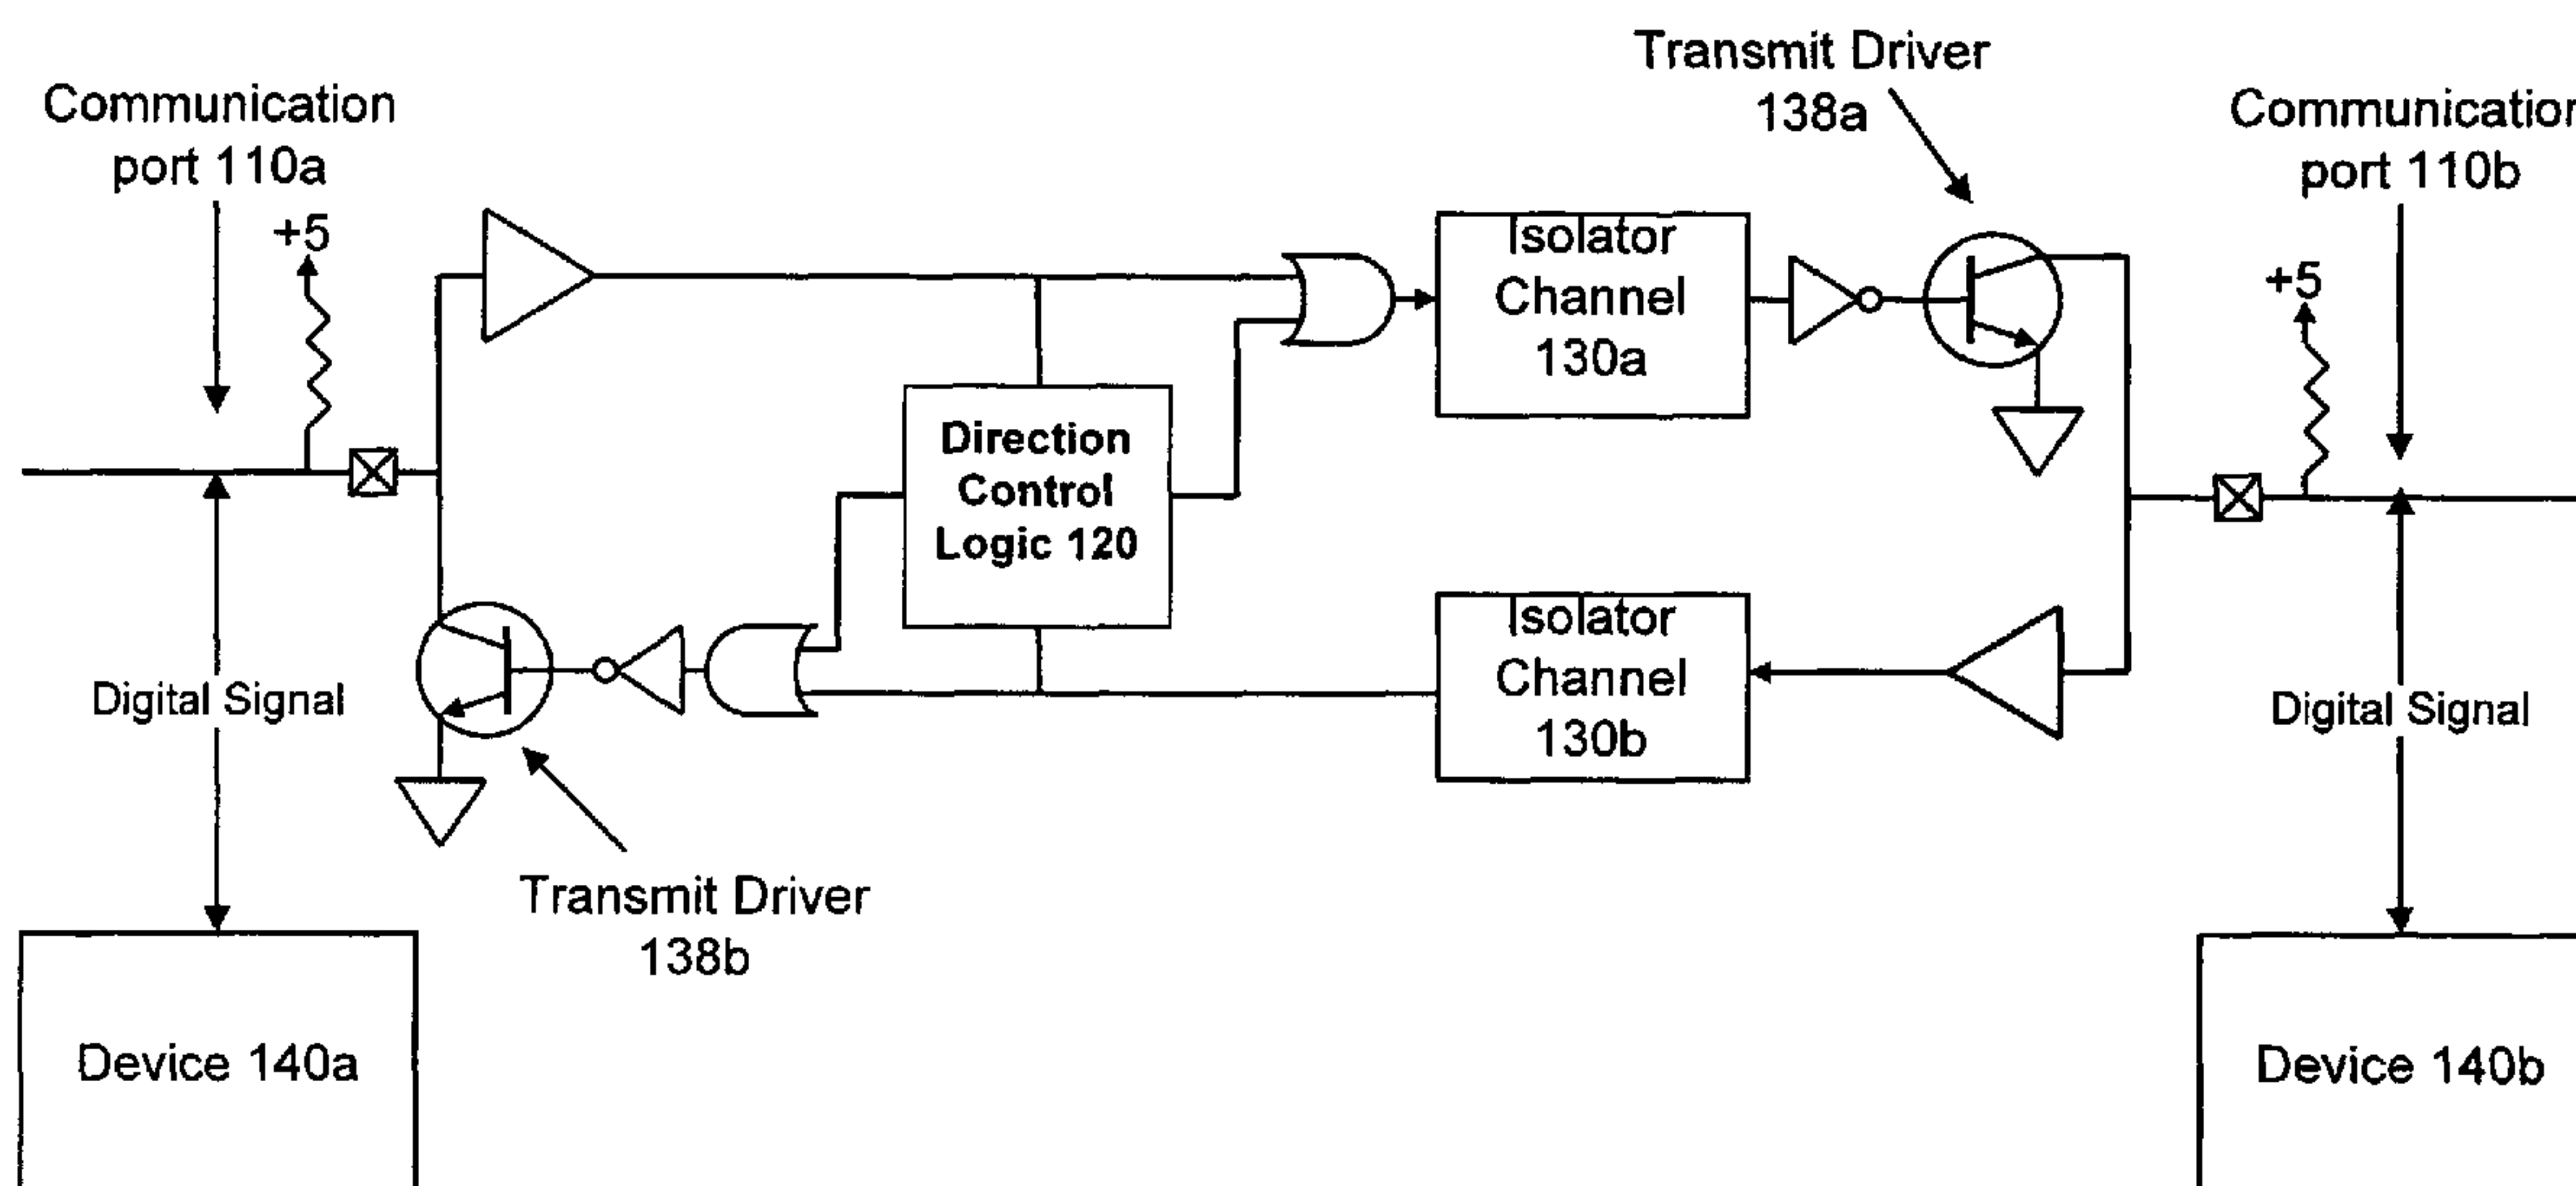 Transmit Driver
138a
Communication
port 110a
Communication
port 110b
+5
+5
Isolator
Channel
130a
Direction
Control
Logic 120
Isolator
Channel
130b
Digital Signal
Digital Signal
Transmit Driver
138b
Device 140a
Device 140b